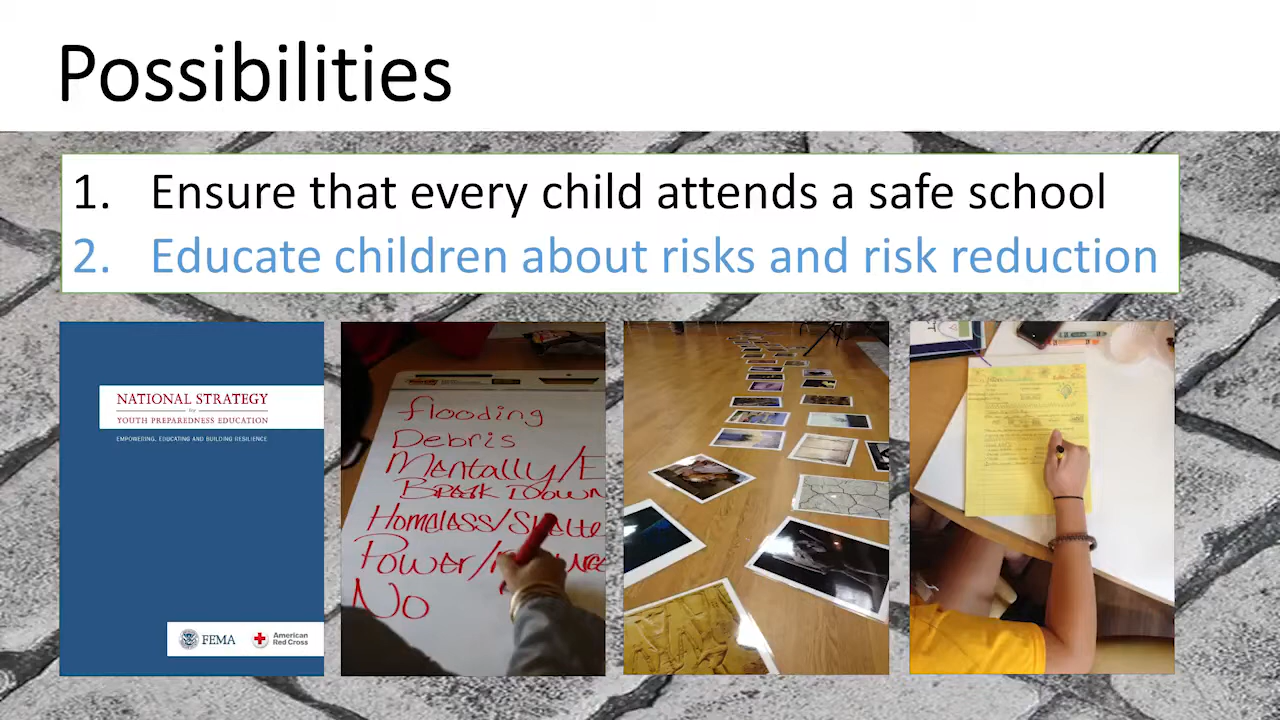 Possibilities
1. Ensure that every child attends a safe school
2. Educate children about risks and risk reduction
NATIONAL STRATEGY
for
YOUTH PREPAREDNESS EDUCATION
EMPOWERING, EDUCATING AND BUILDING RESILIENCE
FEMA
American
Red Cross
flooding
Debris
Mentally/E
Break Down
Homeless/Shelte
Power/
No